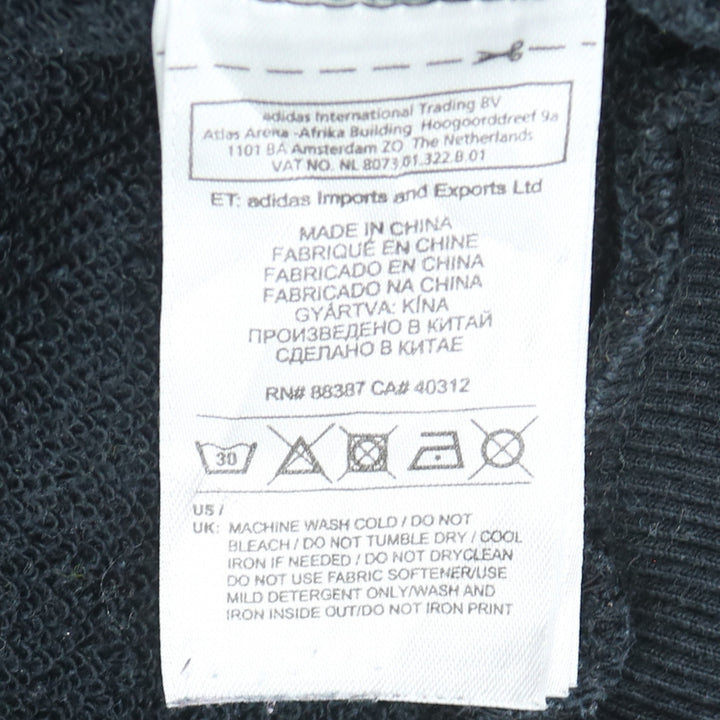 adidas International Trading BV
Atlas Arena -Afrika Building Hoogoorddreef 9a
1101 BA Amsterdam ZO The Netherlands
VAT NO. NL 8073.01.322.B.01
ET: adidas Imports and Exports Ltd
MADE IN CHINA
FABRIQUÉ EN CHINE
FABRICADO EN CHINA
FABRICADO NA CHINA
GYÁRTVA: KÍNA
ПРОИЗВЕДЕНО В КИТАЙ
СДЕЛАНО В КИТАЕ
RN# 88387 CA# 40312
30
US /
UK: MACHINE WASH COLD / DO NOT
BLEACH / DO NOT TUMBLE DRY / COOL
IRON IF NEEDED / DO NOT DRYCLEAN
DO NOT USE FABRIC SOFTENER/USE
MILD DETERGENT ONLY/WASH AND
IRON INSIDE OUT/DO NOT IRON PRINT